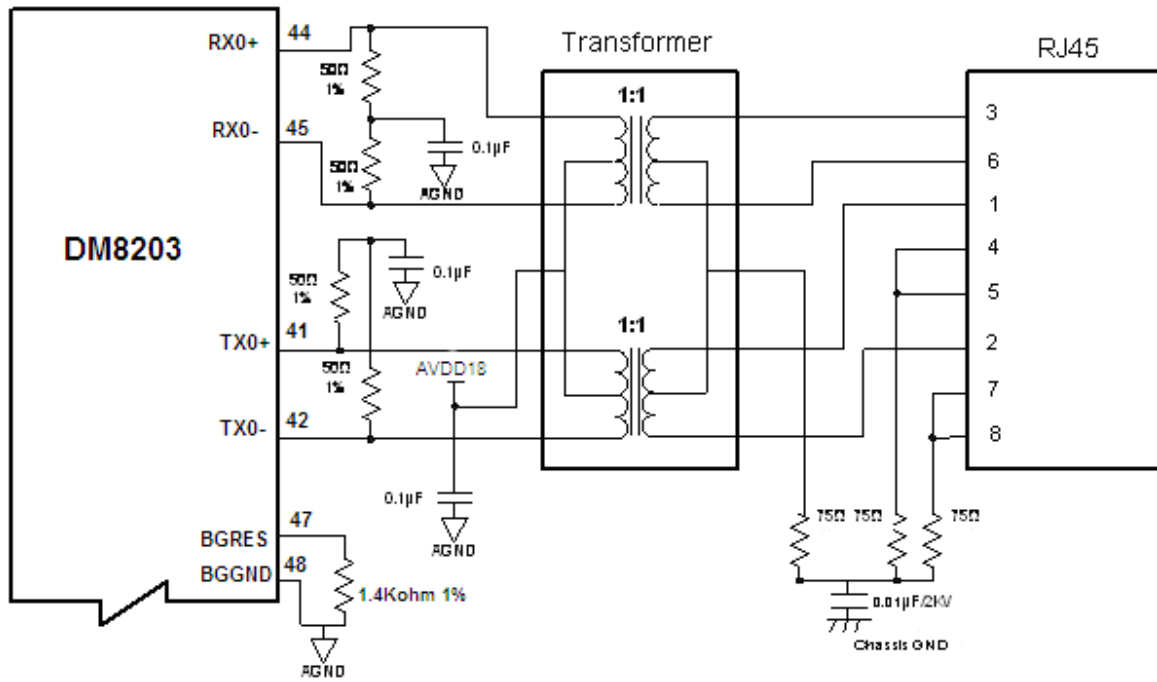 Transformer
RJ45
DM8203
RX0+
44
50Ω
1%
RX0-
45
50Ω
1%
0.1µF
AGND
1:1
3
6
1
4
5
2
7
8
50Ω
1%
0.1µF
AGND
TX0+
41
50Ω
1%
AVDD18
1:1
TX0-
42
0.1µF
AGND
BGRES
47
BGGND
48
1.4Kohm 1%
AGND
75Ω
75Ω
75Ω
0.01µF/2KV
Chassis GND